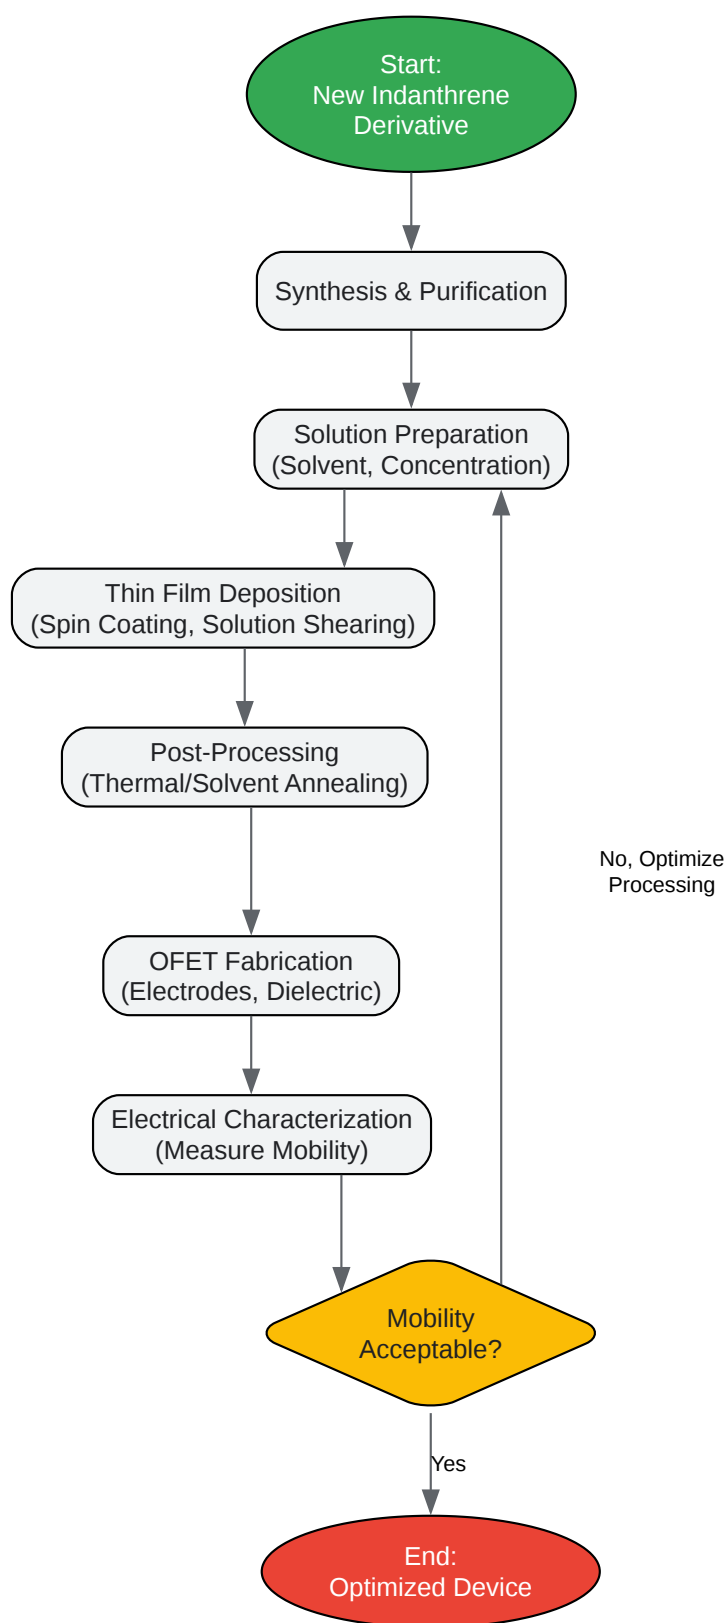 Start:
New Indanthrene
Derivative
Synthesis & Purification
Solution Preparation
(Solvent, Concentration)
Thin Film Deposition
(Spin Coating, Solution Shearing)
Post-Processing
(Thermal/Solvent Annealing)
No, Optimize
Processing
OFET Fabrication
(Electrodes, Dielectric)
Electrical Characterization
(Measure Mobility)
Mobility
Acceptable?
Yes
End:
Optimized Device